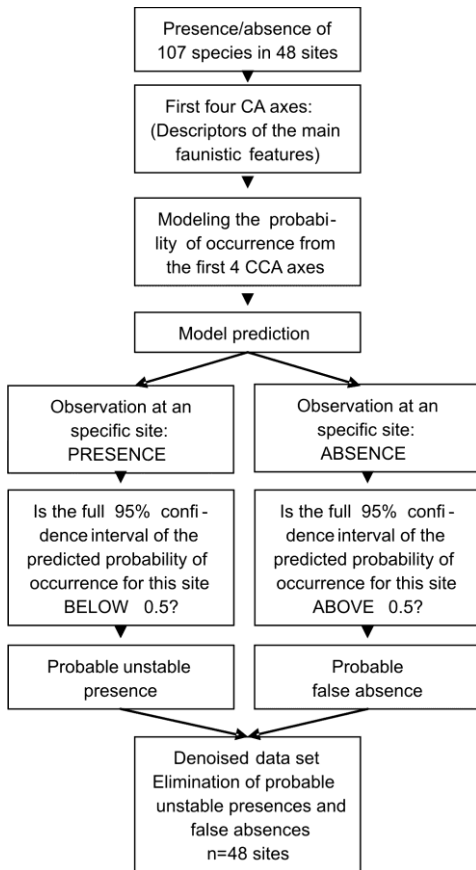 Presence/absence of
107 species in 48 sites
First four CA axes:
(Descriptors of the main
faunistic features)
Modeling the probabi-
lity of occurrence from
the first 4 CCA axes
Model prediction
Observation at an
specific site:
PRESENCE
Observation at an
specific site:
ABSENCE
Is the full 95% confi-
dence interval of the
predicted probability of
occurrence for this site
BELOW 0.5?
Is the full 95% confi-
dence interval of the
predicted probability of
occurrence for this site
ABOVE 0.5?
Probable unstable
presence
Probable
false absence
Denoised data set
Elimination of probable
unstable presences and
false absences
n=48 sites